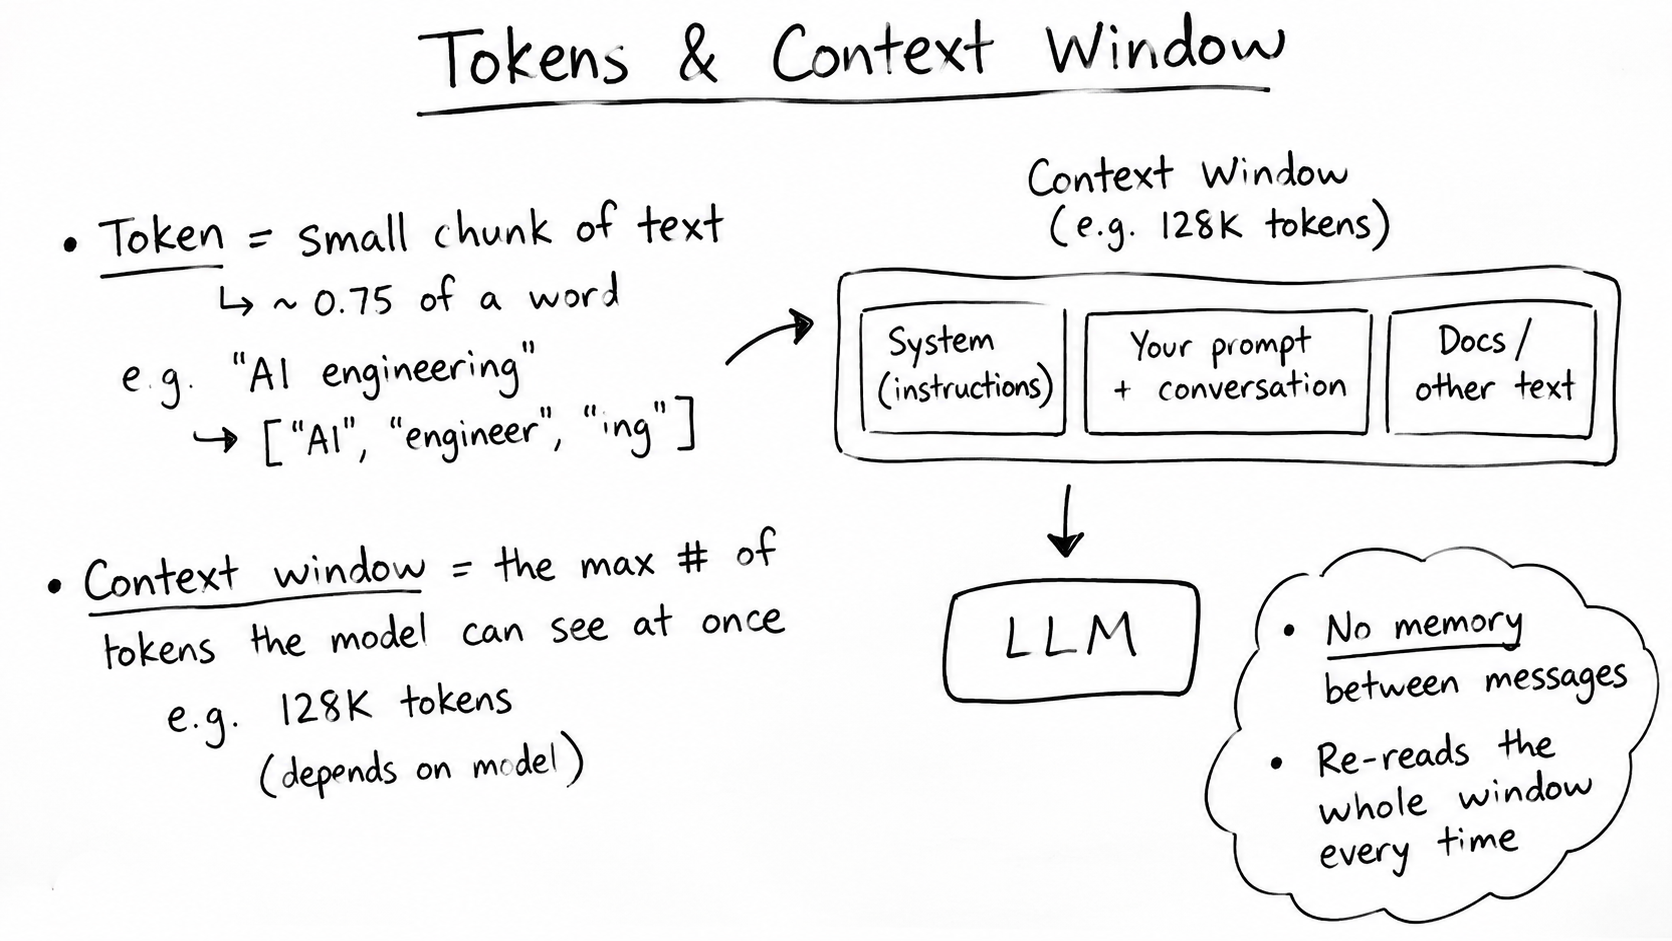 Tokens & Context Window
• Token = small chunk of text
↳ ~ 0.75 of a word
e.g. "AI engineering"
→ ["AI", "engineer", "ing"]
• Context window = the max # of
tokens the model can see at once
e.g. 128K tokens
(depends on model)
Context Window
(e.g. 128K tokens)
System
(instructions)
Your prompt
+ conversation
Docs /
other text
LLM
• No memory
between messages
• Re-reads the
whole window
every time